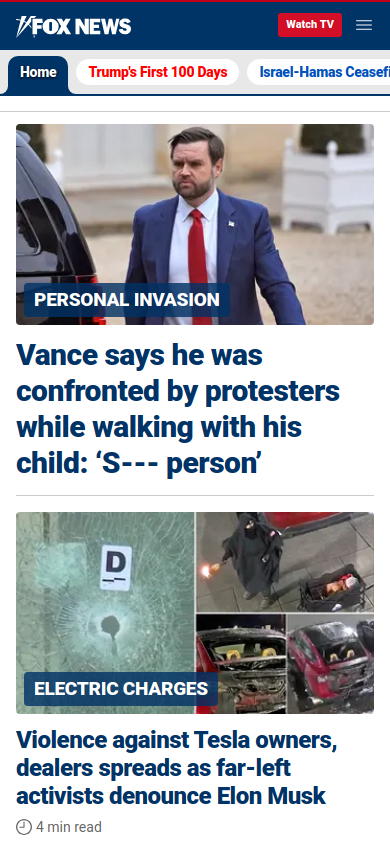 FOX NEWS
Watch TV
Home
Trump's First 100 Days
Israel-Hamas Ceasefi
PERSONAL INVASION
Vance says he was
confronted by protesters
while walking with his
child: ‘S--- person’
D
ELECTRIC CHARGES
Violence against Tesla owners,
dealers spreads as far-left
activists denounce Elon Musk
4 min read